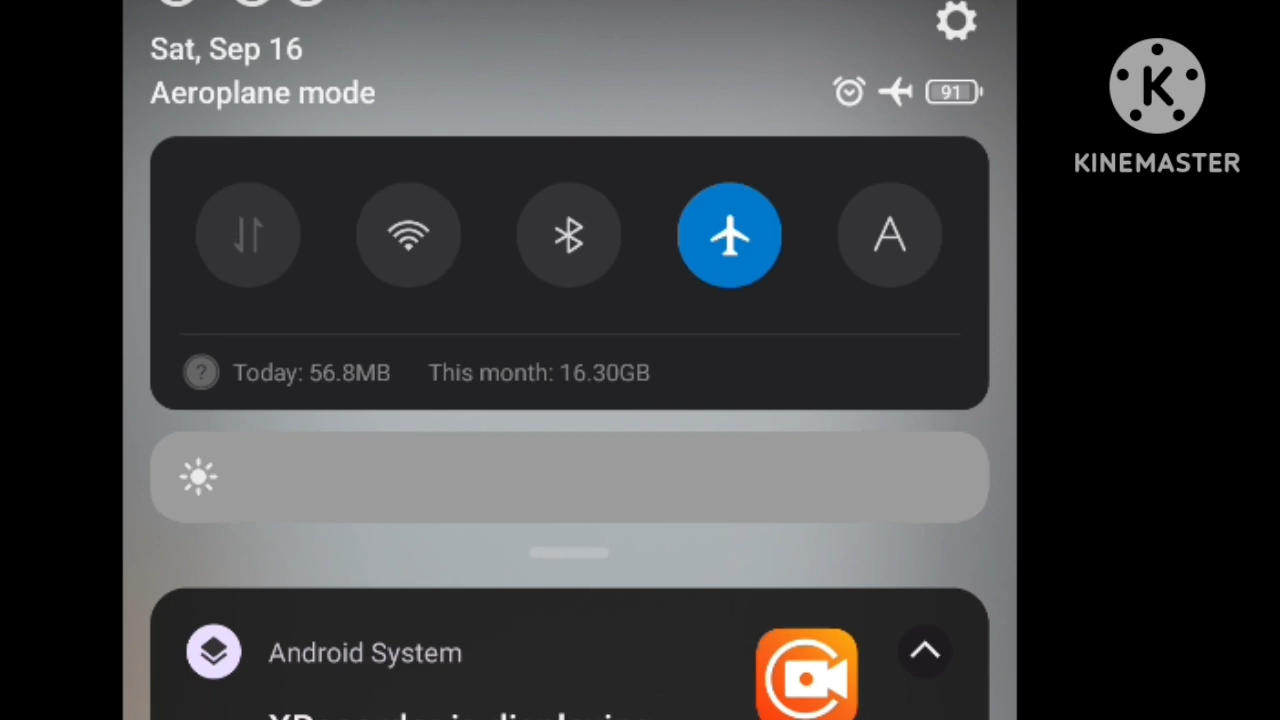 Sat, Sep 16
Aeroplane mode
91
KINEMASTER
A
Today: 56.8MB This month: 16.30GB
Android System